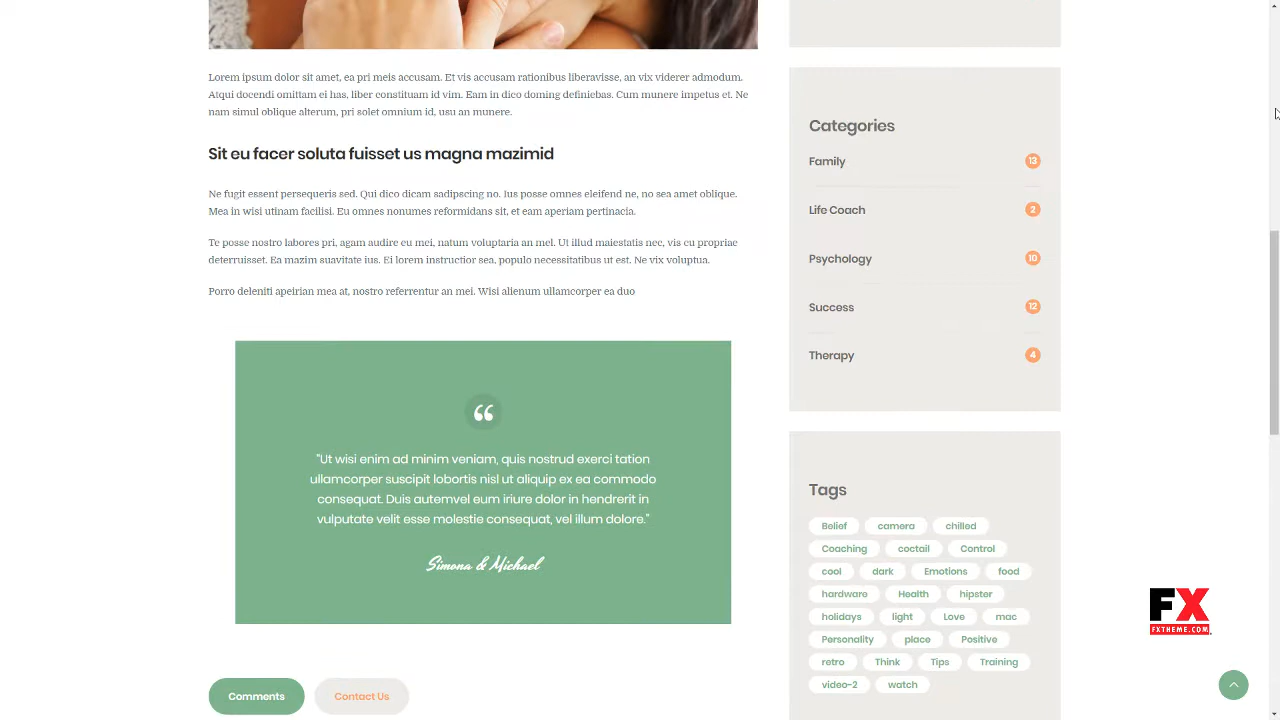 Lorem ipsum dolor sit amet, ea pri meis accusam. Et vis accusam rationibus liberavisse, an vix viderer admodum.
Atqui docendi omittam ei has, liber constituam id vim. Eam in dico doming definiebas. Cum munere impetus et. Ne
nam simul oblique alterum, pri solet omnium id, usu an munere.
Sit eu facer soluta fuisset us magna mazimid
Ne fugit essent persequeris sed. Qui dico dicam sadipscing no. Ius posse omnes eleifend ne, no sea amet oblique.
Mea in wisi utinam facilisi. Eu omnes nonumes reformidans sit, et eam aperiam pertinacia.
Te posse nostro labores pri, agam audire eu mei, natum voluptaria an mel. Ut illud maiestatis nec, vis cu propriae
deterruisset. Ea mazim suavitate ius. Ei lorem instructior sea, populo necessitatibus ut est. Ne vix voluptua.
Porro deleniti apeirian mea at, nostro referrentur an mei. Wisi alienum ullamcorper ea duo
“
"Ut wisi enim ad minim veniam, quis nostrud exerci tation
ullamcorper suscipit lobortis nisl ut aliquip ex ea commodo
consequat. Duis autemvel eum iriure dolor in hendrerit in
vulputate velit esse molestie consequat, vel illum dolore."
Simona & Michael
Comments Contact Us
Categories
Family 13
Life Coach 2
Psychology 10
Success 12
Therapy 4
Tags
Belief camera chilled
Coaching coctail Control
cool dark Emotions food
hardware Health hipster
holidays light Love mac
Personality place Positive
retro Think Tips Training
video-2 watch
FX
FXTHEME.COM